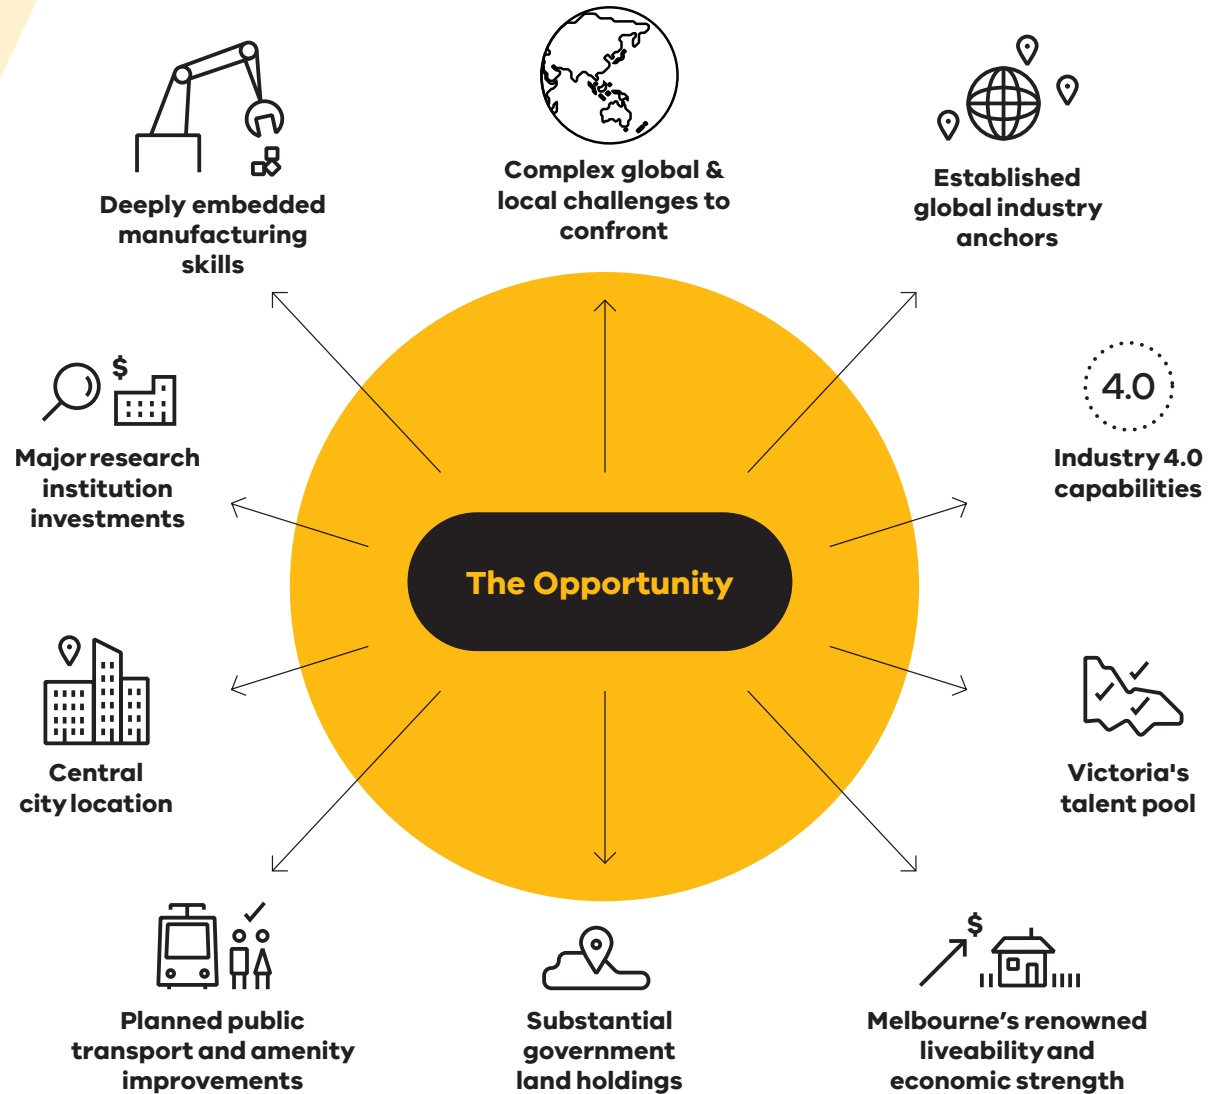 Complex global &
local challenges to
confront
Established
global industry
anchors
4.0
Industry 4.0
capabilities
Victoria's
talent pool
$
Melbourne’s renowned
liveability and
economic strength
Substantial
government
land holdings
Planned public
transport and amenity
improvements
Central
city location
$
Major research
institution
investments
Deeply embedded
manufacturing
skills
The Opportunity